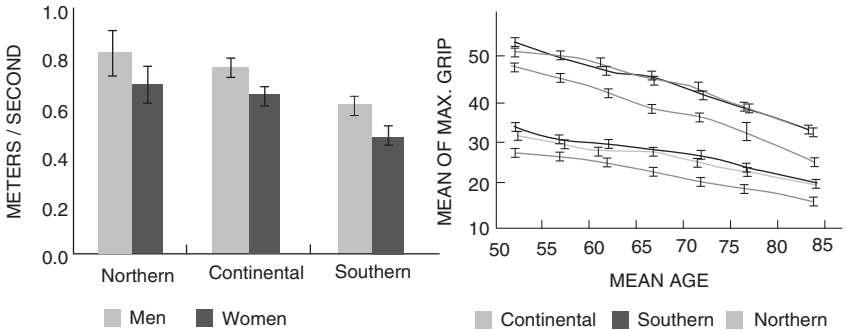 METERS / SECOND
1.0
0.8
0.6
0.4
0.2
0.0
Northern Continental Southern
Men Women
MEAN OF MAX. GRIP
50
40
30
20
10
50 55 60 65 70 75 80 85
MEAN AGE
Continental Southern Northern